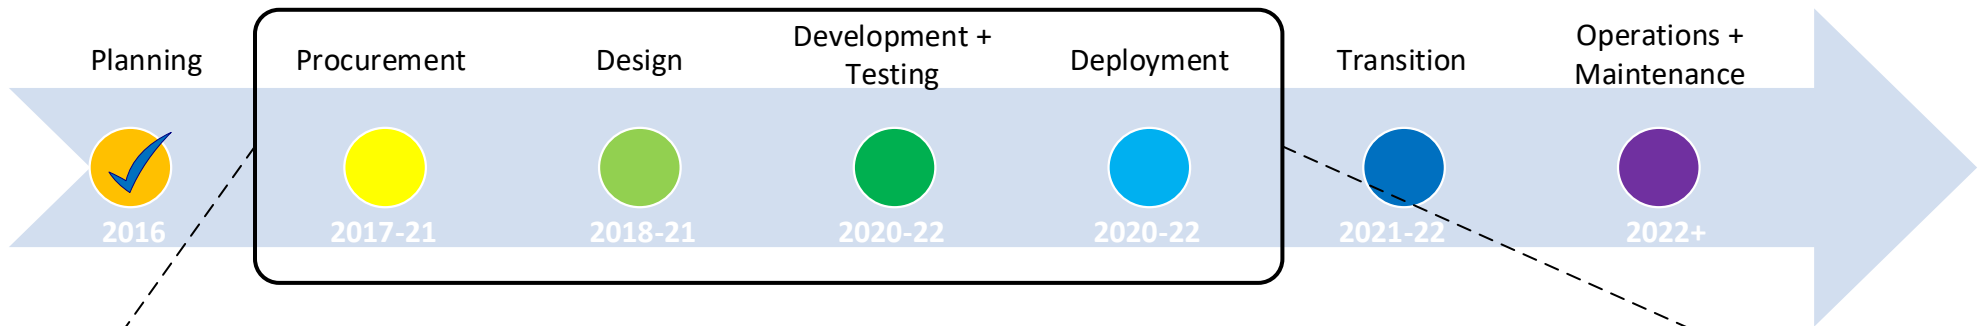 Planning
Procurement
Design
Development +
Testing
Deployment
Transition
Operations +
Maintenance
2016
2017-21
2018-21
2020-22
2020-22
2021-22
2022+